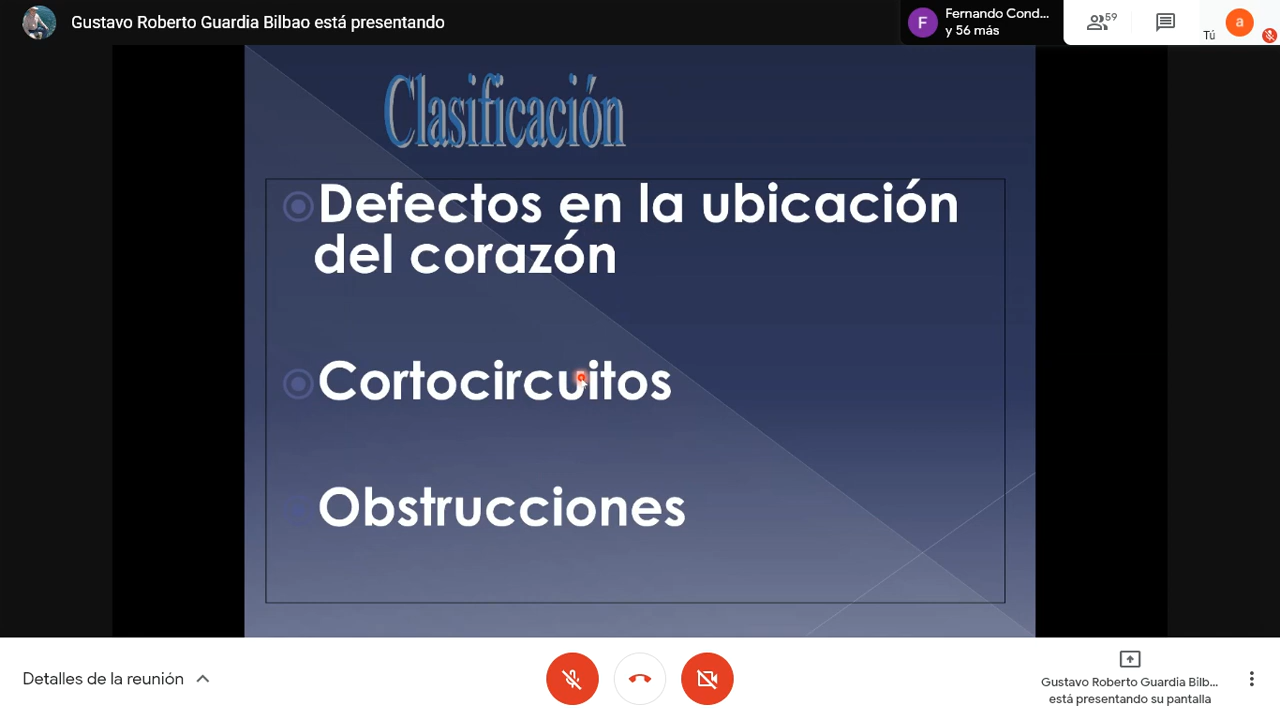 Gustavo Roberto Guardia Bilbao está presentando
Fernando Cond...
y 56 más
59
Tú
a
F
Clasificación
Defectos en la ubicación
del corazón
Cortocircuitos
Obstrucciones
Detalles de la reunión
Gustavo Roberto Guardia Bilb...
está presentando su pantalla